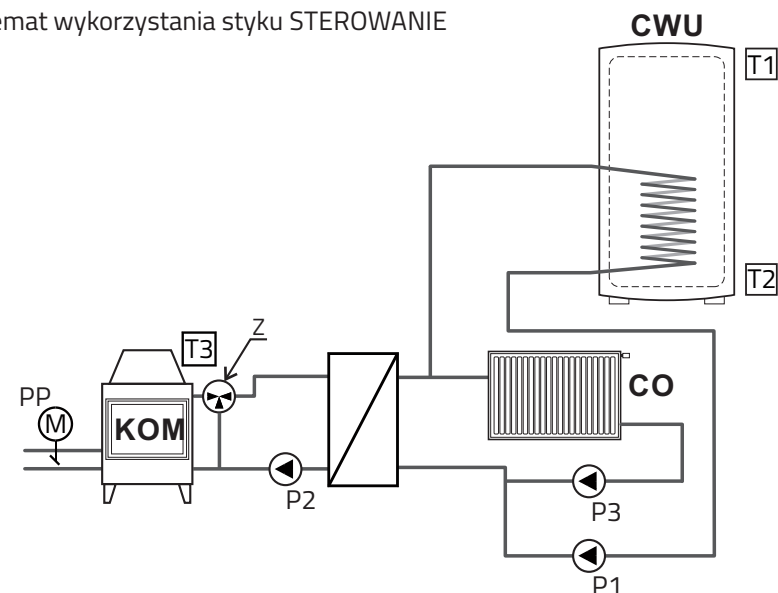 emat wykorzystania styku STEROWANIE
CWU
T1
T2
T3
Z
PP
M
KOM
CO
P2
P3
P1